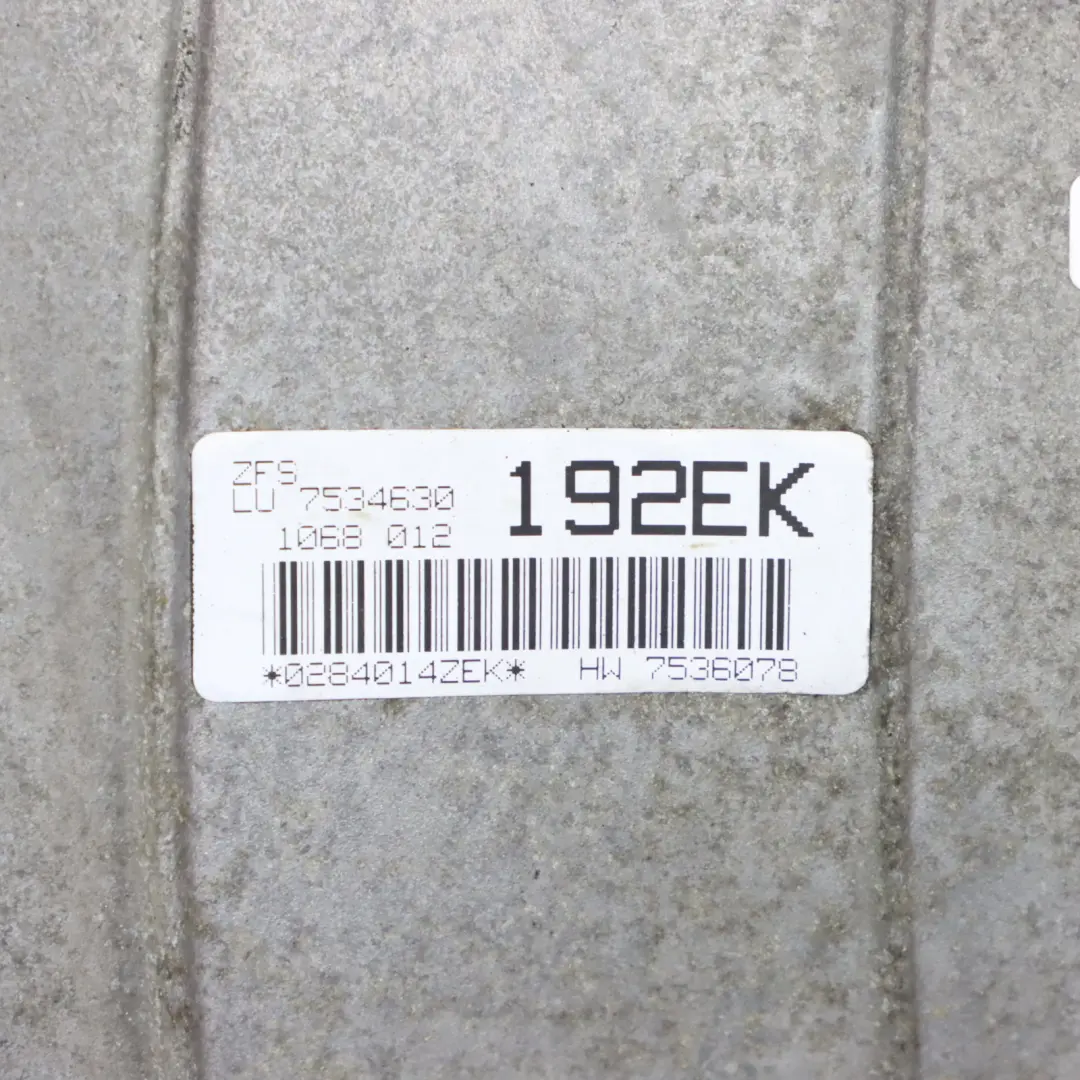 ZFS
LU 7534630
1068 012
192EK
*0284014ZEK* HW 7536078